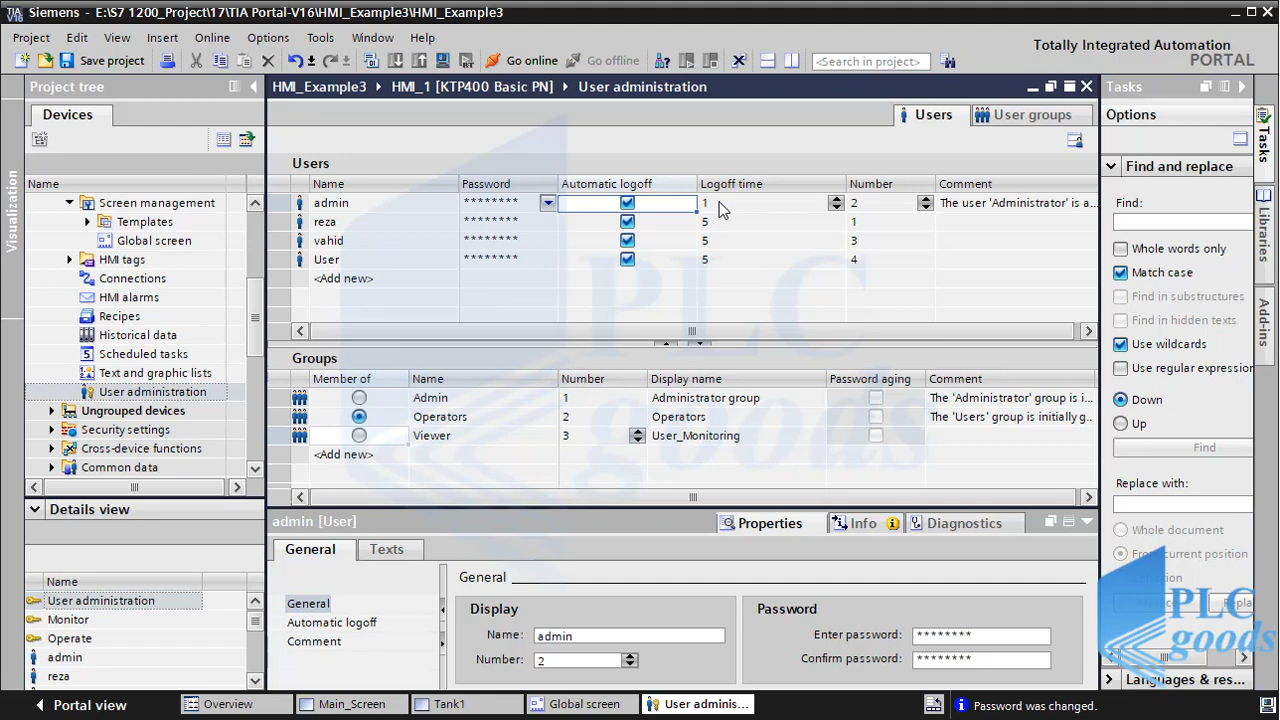 Siemens - E:\S7 1200_Project\17\TIA Portal-V16\HMI_Example3\HMI_Example3
Project Edit View Insert Online Options Tools Window Help
Totally Integrated Automation
PORTAL
Save project
Go online
Go offline
<Search in project>
Project tree
HMI_Example3 HMI_1 [KTP400 Basic PN] User administration
Tasks
Devices
Users
User groups
Options
Users
Find and replace
Name
Name Password Automatic logoff Logoff time Number Comment
Screen management
admin ******** 1 2 The user 'Administrator' is a...
Find:
Templates
reza ******** 5 1
Global screen
vahid ******** 5 3
Whole words only
HMI tags
User ******** 5 4
Match case
Connections
<Add new>
Find in substructures
HMI alarms
Find in hidden texts
Recipes
Use wildcards
Historical data
Groups
Use regular expression
Scheduled tasks
Member of Name Number Display name Password aging Comment
Text and graphic lists
Admin 1 Administrator group The 'Administrator' group is i...
Down
User administration
Operators 2 Operators The 'Users' group is initially g...
Up
Ungrouped devices
Viewer 3 User_Monitoring
Find
Security settings
<Add new>
Cross-device functions
Replace with:
Common data
Details view
admin [User]
Properties
Info
Diagnostics
Whole document
General
Texts
From current position
Name
General
General
User administration
Automatic logoff
Display
Password
Monitor
Comment
Name: admin
Enter password: ********
Operate
Number: 2
Confirm password: ********
admin
reza
Languages & res...
Portal view
Overview
Main_Screen
Tank1
Global screen
User adminis...
Password was changed.
Visualization
Tasks
Libraries
Add-ins
PLC
goods
PLC
goods